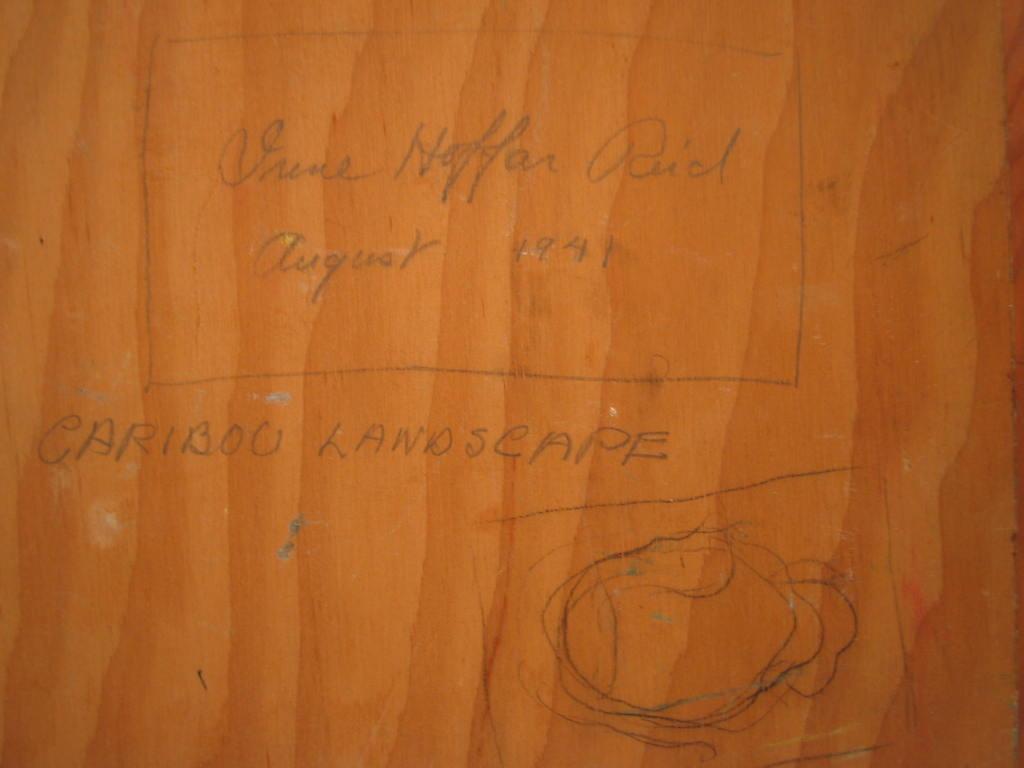 Irene Hoffar Reid
August 1941
CARIBOU LANDSCAPE